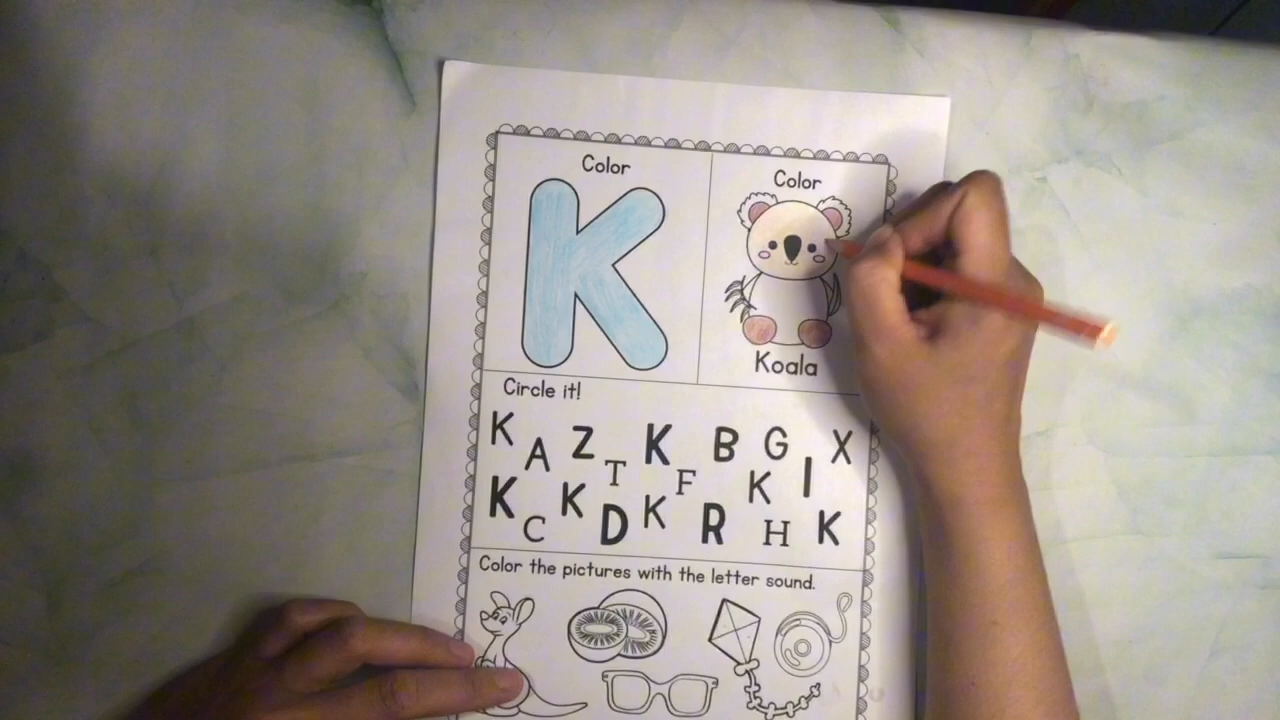 Color
K
Color
Koala
Circle it!
K A Z T K F B G K I X
K C K D K R H K
Color the pictures with the letter sound.